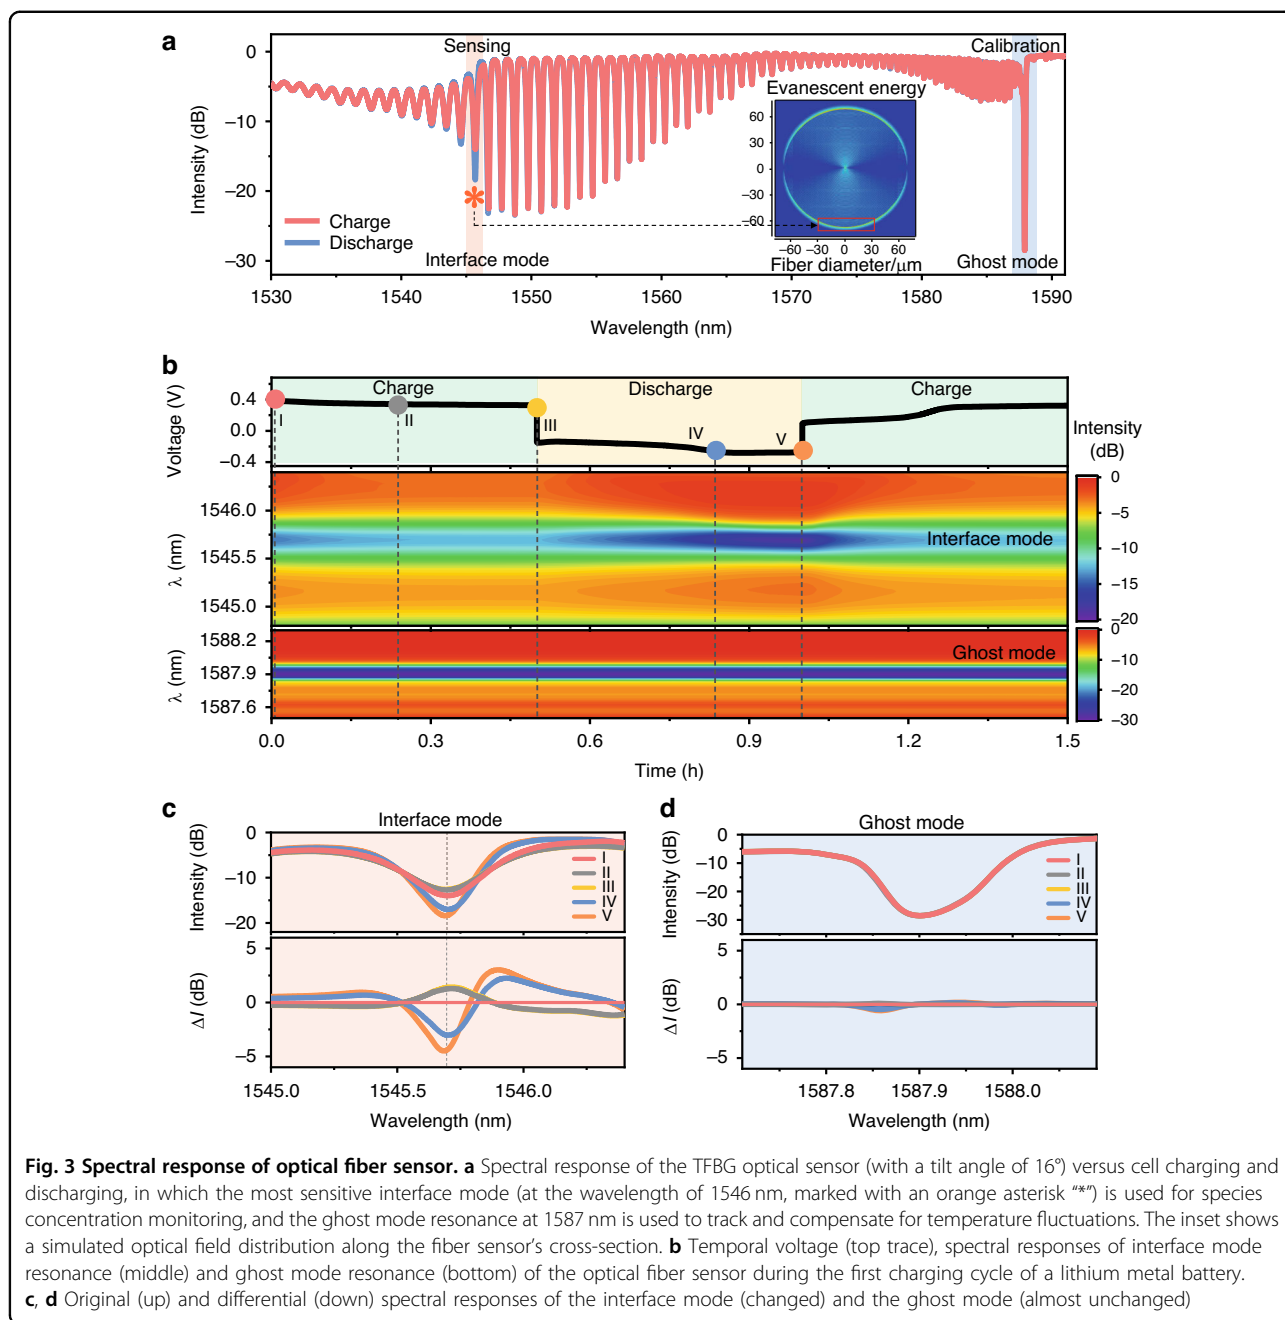 a
Sensing
Calibration
Evanescent energy
Intensity (dB)
0
−10
−20
−30
60
30
0
−30
−60
−60 −30 0 30 60
Fiber diameter/μm
*
Charge
Discharge
Interface mode
Ghost mode
1530 1540 1550 1560 1570 1580 1590
Wavelength (nm)
b
Charge
Discharge
Charge
Voltage (V)
0.4
0.0
−0.4
I
II
III
IV
V
Intensity
(dB)
λ (nm)
1546.0
1545.5
1545.0
Interface mode
0
−5
−10
−15
−20
λ (nm)
1588.2
1587.9
1587.6
Ghost mode
0
−10
−20
−30
0.0 0.3 0.6 0.9 1.2 1.5
Time (h)
c
Interface mode
Intensity (dB)
0
−10
−20
I
II
III
IV
V
ΔI (dB)
5
0
−5
1545.0 1545.5 1546.0
Wavelength (nm)
d
Ghost mode
Intensity (dB)
0
−10
−20
−30
I
II
III
IV
V
ΔI (dB)
5
0
−5
1587.8 1587.9 1588.0
Wavelength (nm)
Fig. 3 Spectral response of optical fiber sensor. a Spectral response of the TFBG optical sensor (with a tilt angle of 16°) versus cell charging and
discharging, in which the most sensitive interface mode (at the wavelength of 1546 nm, marked with an orange asterisk “*”) is used for species
concentration monitoring, and the ghost mode resonance at 1587 nm is used to track and compensate for temperature fluctuations. The inset shows
a simulated optical field distribution along the fiber sensor’s cross-section. b Temporal voltage (top trace), spectral responses of interface mode
resonance (middle) and ghost mode resonance (bottom) of the optical fiber sensor during the first charging cycle of a lithium metal battery.
c, d Original (up) and differential (down) spectral responses of the interface mode (changed) and the ghost mode (almost unchanged)